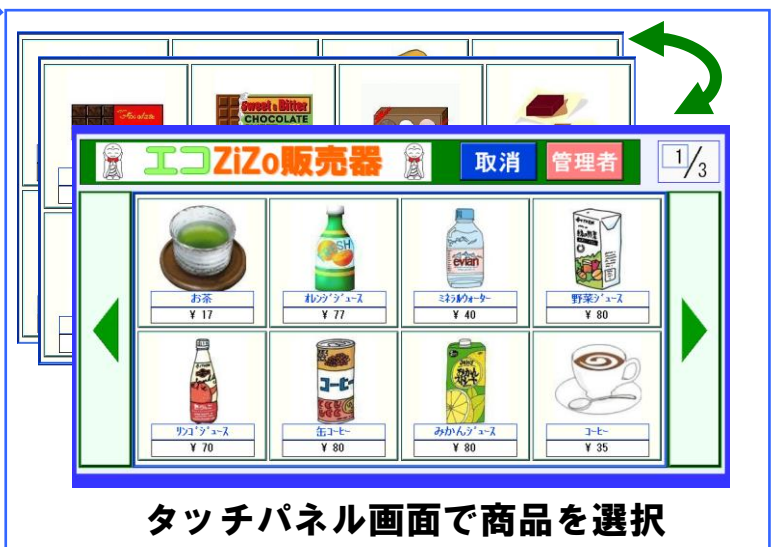 Chocolate
Sweet & Bitter
CHOCOLATE
エコZiZo販売器
取消
管理者
1/3
evian
お茶
オレンジジュース
ミネラルウォーター
野菜ジュース
¥ 17
¥ 77
¥ 40
¥ 80
コーヒー
リンゴジュース
缶コーヒー
みかんジュース
コーヒー
¥ 70
¥ 80
¥ 80
¥ 35
タッチパネル画面で商品を選択